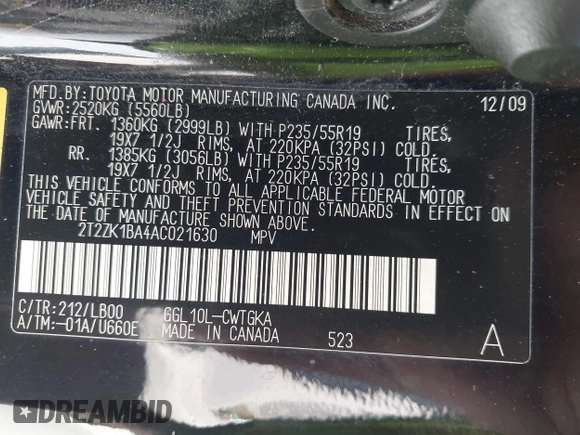 MFD.BY:TOYOTA MOTOR MANUFACTURING CANADA INC. 12/09
GVWR:2520KG (5560LB)
GAWR:FRT. 1360KG (2999LB) WITH P235/55R19 TIRES,
19X7 1/2J RIMS, AT 220KPA (32PSI) COLD.
RR. 1385KG (3056LB) WITH P235/55R19 TIRES,
19X7 1/2J RIMS, AT 220KPA (32PSI) COLD.
THIS VEHICLE CONFORMS TO ALL APPLICABLE FEDERAL MOTOR
VEHICLE SAFETY AND THEFT PREVENTION STANDARDS IN EFFECT ON
THE DATE OF MANUFACTURE SHOWN ABOVE.
2T2ZK1BA4AC021630 MPV
C/TR:212/LB00 GGL10L-CWTGKA
A/TM:-01A/U660E MADE IN CANADA 523 A
DREAMBID